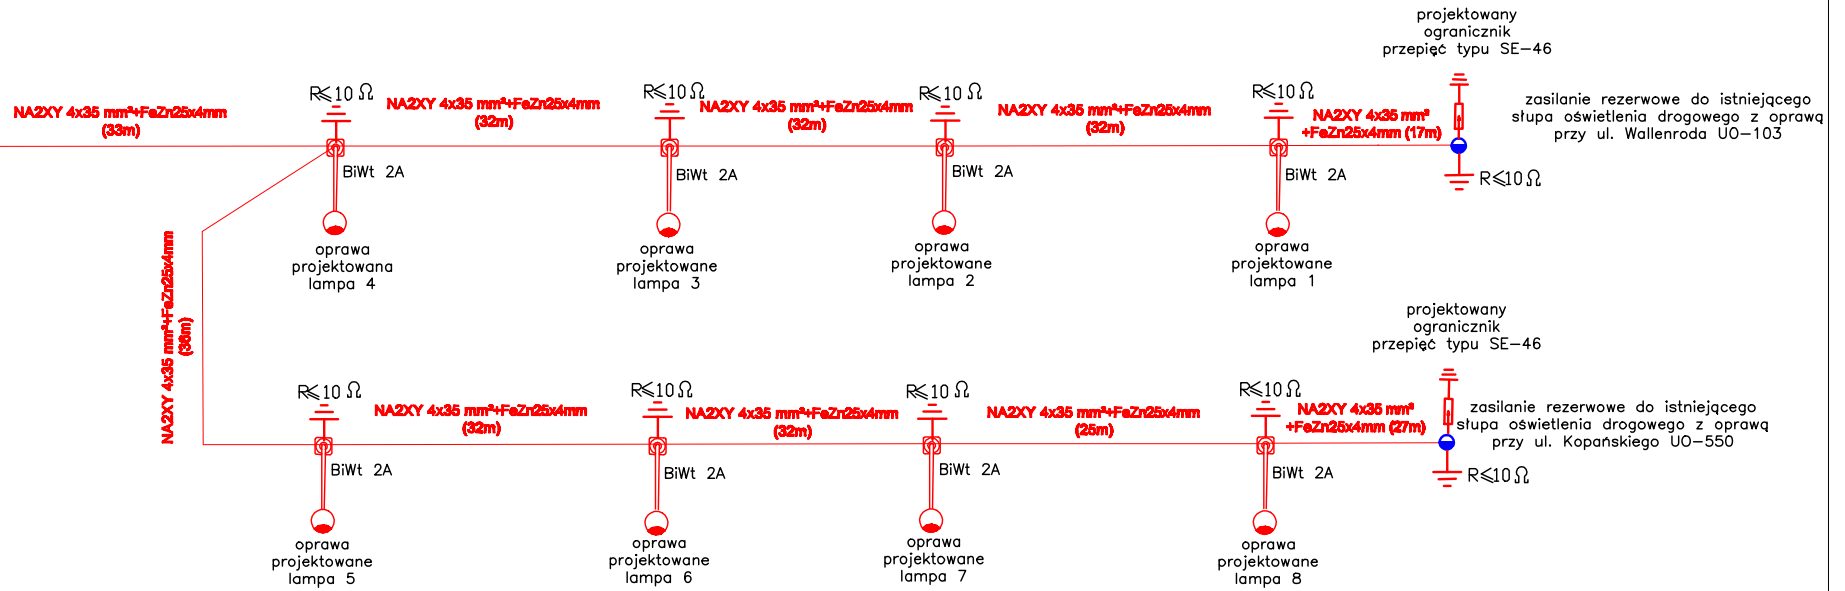 projektowany
ogranicznik
przepięć typu SE-46
zasilanie rezerwowe do istniejącego
słupa oświetlenia drogowego z oprawą
przy ul. Wallenroda UO-103
NA2XY 4x35 mm²+FeZn25x4mm
(33m)
R⩽10 Ω
NA2XY 4x35 mm²+FeZn25x4mm
(32m)
R⩽10 Ω
NA2XY 4x35 mm²+FeZn25x4mm
(32m)
R⩽10 Ω
NA2XY 4x35 mm²+FeZn25x4mm
(32m)
R⩽10 Ω
NA2XY 4x35 mm²
+FeZn25x4mm (17m)
R⩽10 Ω
BiWt 2A
BiWt 2A
BiWt 2A
BiWt 2A
oprawa
projektowana
lampa 4
oprawa
projektowane
lampa 3
oprawa
projektowane
lampa 2
oprawa
projektowane
lampa 1
NA2XY 4x35 mm²+FeZn25x4mm
(36m)
projektowany
ogranicznik
przepięć typu SE-46
zasilanie rezerwowe do istniejącego
słupa oświetlenia drogowego z oprawą
przy ul. Kopańskiego UO-550
R⩽10 Ω
NA2XY 4x35 mm²+FeZn25x4mm
(32m)
R⩽10 Ω
NA2XY 4x35 mm²+FeZn25x4mm
(32m)
R⩽10 Ω
NA2XY 4x35 mm²+FeZn25x4mm
(25m)
R⩽10 Ω
NA2XY 4x35 mm²
+FeZn25x4mm (27m)
R⩽10 Ω
BiWt 2A
BiWt 2A
BiWt 2A
BiWt 2A
oprawa
projektowane
lampa 5
oprawa
projektowane
lampa 6
oprawa
projektowane
lampa 7
oprawa
projektowane
lampa 8